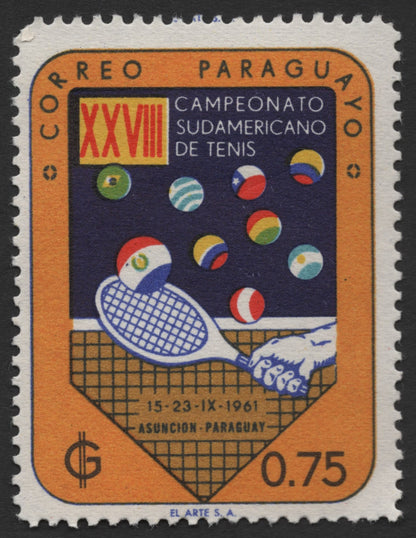 CORREO PARAGUAYO
XXVIII
CAMPEONATO
SUDAMERICANO
DE TENIS
15-23-IX-1961
ASUNCION-PARAGUAY
₲
0.75
EL ARTE S. A.